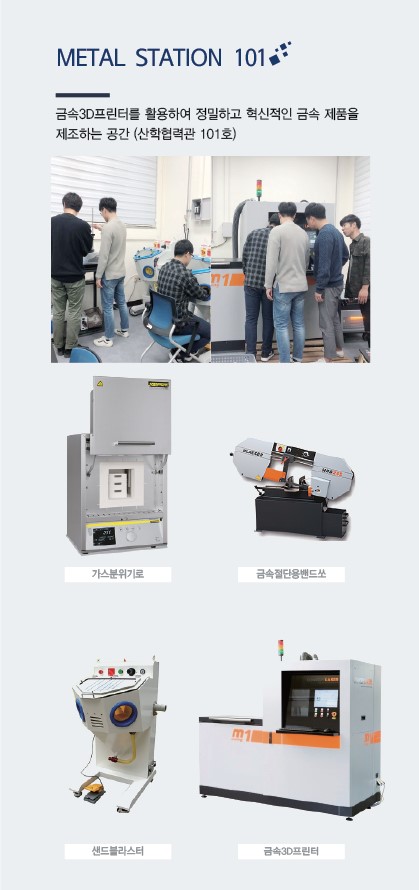 METAL STATION 101
금속3D프린터를 활용하여 정밀하고 혁신적인 금속 제품을
제조하는 공간 (산학협력관 101호)
m1
가스분위기로
금속절단용밴드쏘
m1
샌드블라스터
금속3D프린터